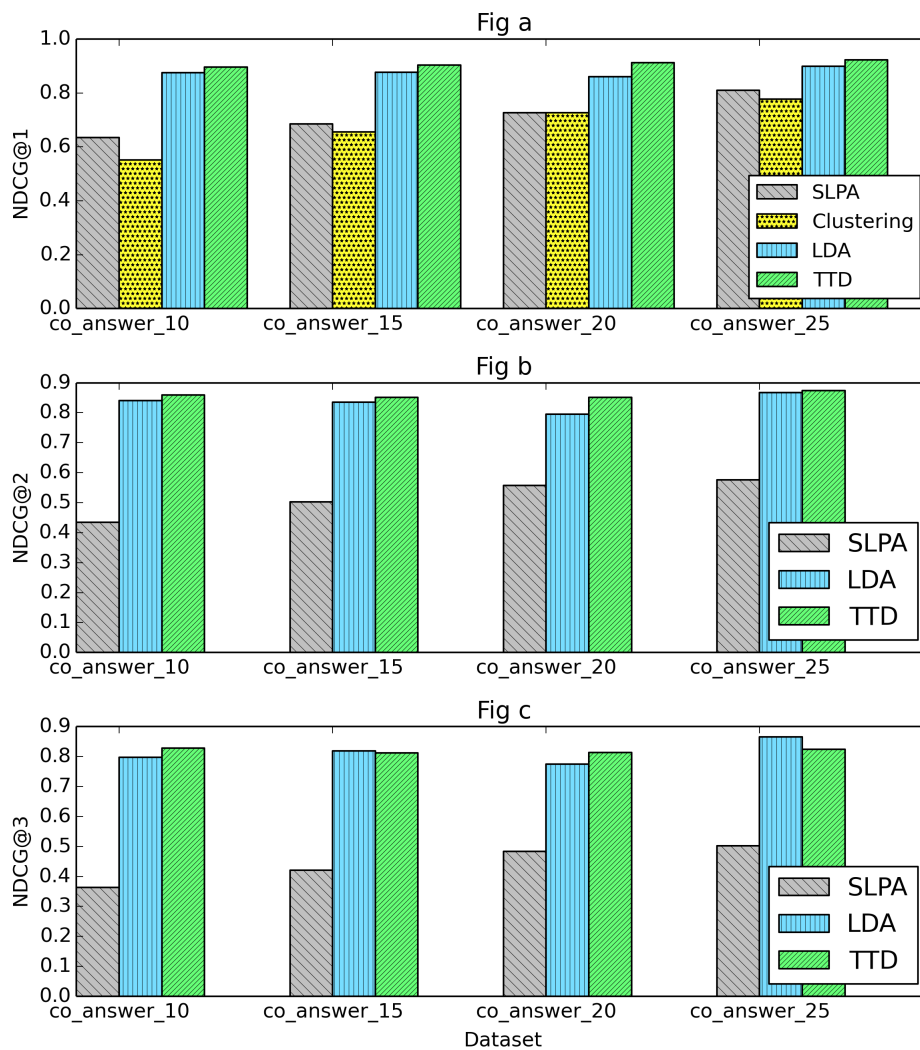 Fig a
NDCG@1
1.0
0.8
0.6
0.4
0.2
0.0
SLPA
Clustering
LDA
TTD
co_answer_10 co_answer_15 co_answer_20 co_answer_25
Fig b
NDCG@2
0.9
0.8
0.7
0.6
0.5
0.4
0.3
0.2
0.1
0.0
SLPA
LDA
TTD
co_answer_10 co_answer_15 co_answer_20 co_answer_25
Fig c
NDCG@3
0.9
0.8
0.7
0.6
0.5
0.4
0.3
0.2
0.1
0.0
SLPA
LDA
TTD
co_answer_10 co_answer_15 co_answer_20 co_answer_25
Dataset